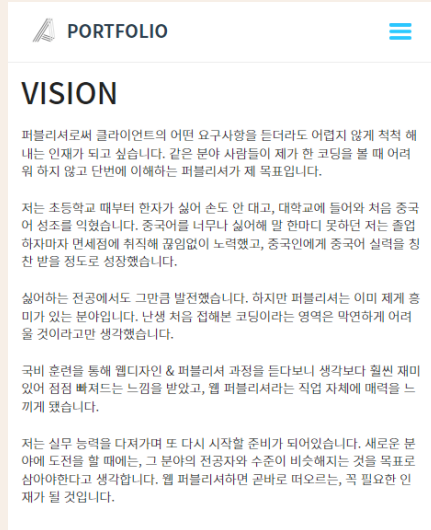 PORTFOLIO
VISION
퍼블리셔로써 클라이언트의 어떤 요구사항을 듣더라도 어렵지 않게 척척 해
내는 인재가 되고 싶습니다. 같은 분야 사람들이 제가 한 코딩을 볼 때 어려
워 하지 않고 단번에 이해하는 퍼블리셔가 제 목표입니다.
저는 초등학교 때부터 한자가 싫어 손도 안 대고, 대학교에 들어와 처음 중국
어 성조를 익혔습니다. 중국어를 너무나 싫어해 말 한마디 못하던 저는 졸업
하자마자 면세점에 취직해 끊임없이 노력했고, 중국인에게 중국어 실력을 칭
찬 받을 정도로 성장했습니다.
싫어하는 전공에서도 그만큼 발전했습니다. 하지만 퍼블리셔는 이미 제게 흥
미가 있는 분야입니다. 난생 처음 접해본 코딩이라는 영역은 막연하게 어려
울 것이라고만 생각했습니다.
국비 훈련을 통해 웹디자인 & 퍼블리셔 과정을 듣다보니 생각보다 훨씬 재미
있어 점점 빠져드는 느낌을 받았고, 웹 퍼블리셔라는 직업 자체에 매력을 느
끼게 됐습니다.
저는 실무 능력을 다져가며 또 다시 시작할 준비가 되어있습니다. 새로운 분
야에 도전을 할 때에는, 그 분야의 전공자와 수준이 비슷해지는 것을 목표로
삼아야한다고 생각합니다. 웹 퍼블리셔하면 곧바로 떠오르는, 꼭 필요한 인
재가 될 것입니다.